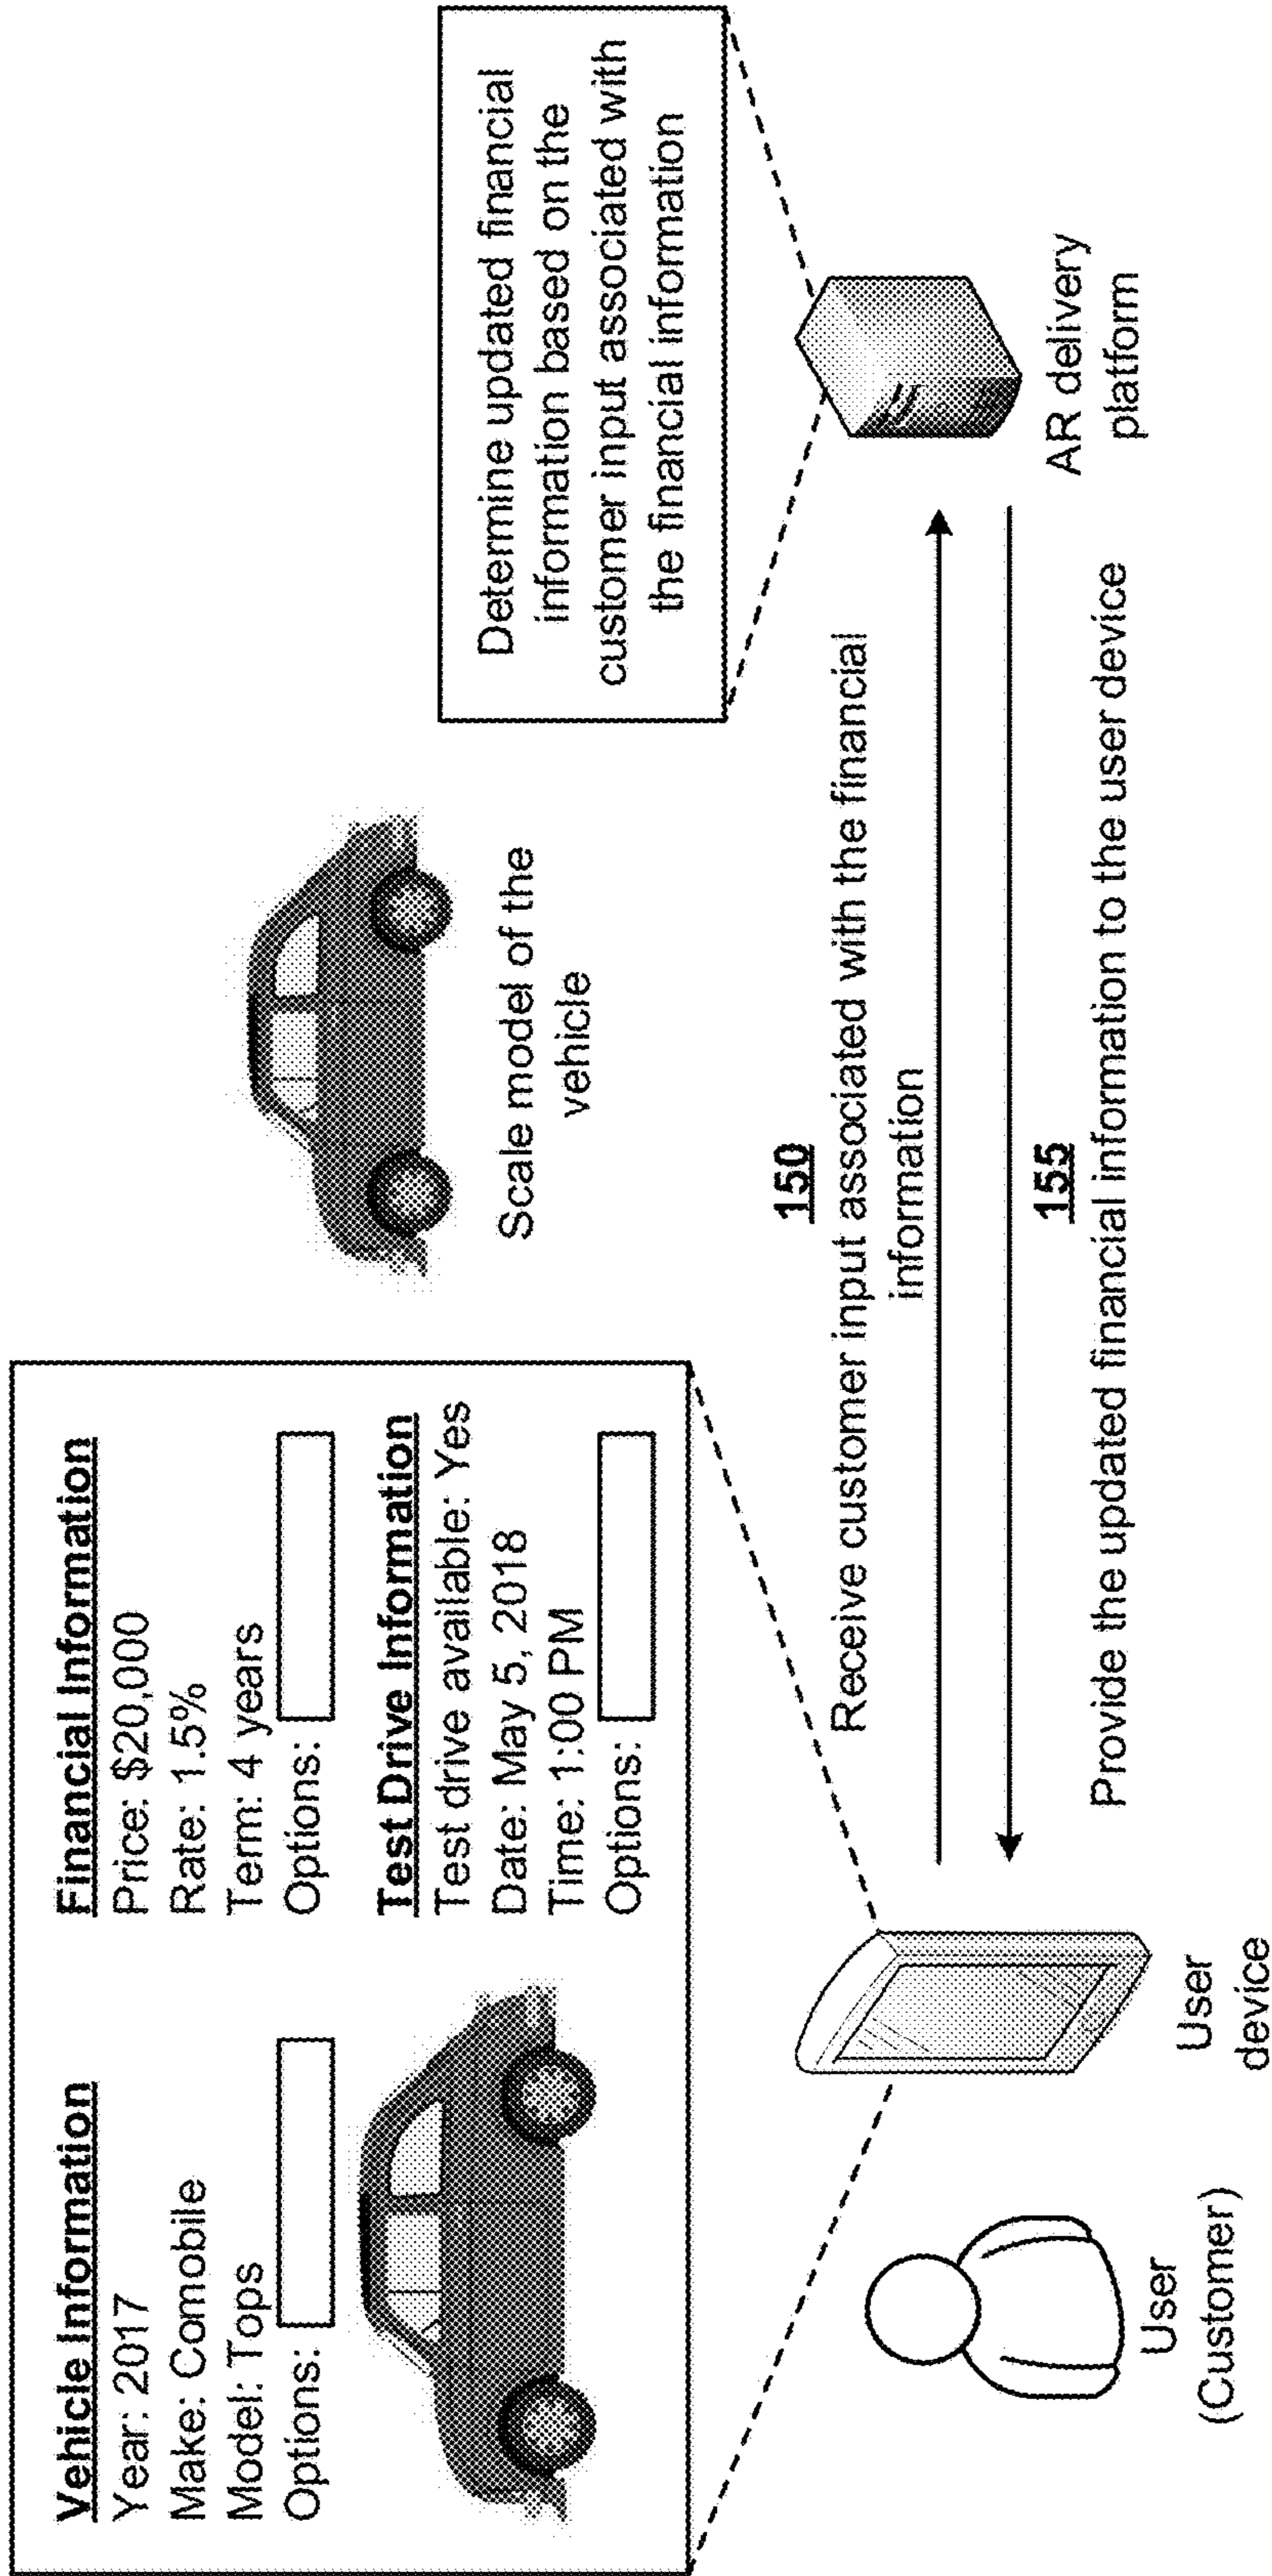 Vehicle Information
Year: 2017
Make: Comobile
Model: Tops
Options:
Financial Information
Price: $20,000
Rate: 1.5%
Term: 4 years
Options:
Test Drive Information
Test drive available: Yes
Date: May 5, 2018
Time: 1:00 PM
Options:
Scale model of the
vehicle
Determine updated financial
information based on the
customer input associated with
the financial information
150
Receive customer input associated with the financial
information
155
Provide the updated financial information to the user device
User
(Customer)
User
device
AR delivery
platform